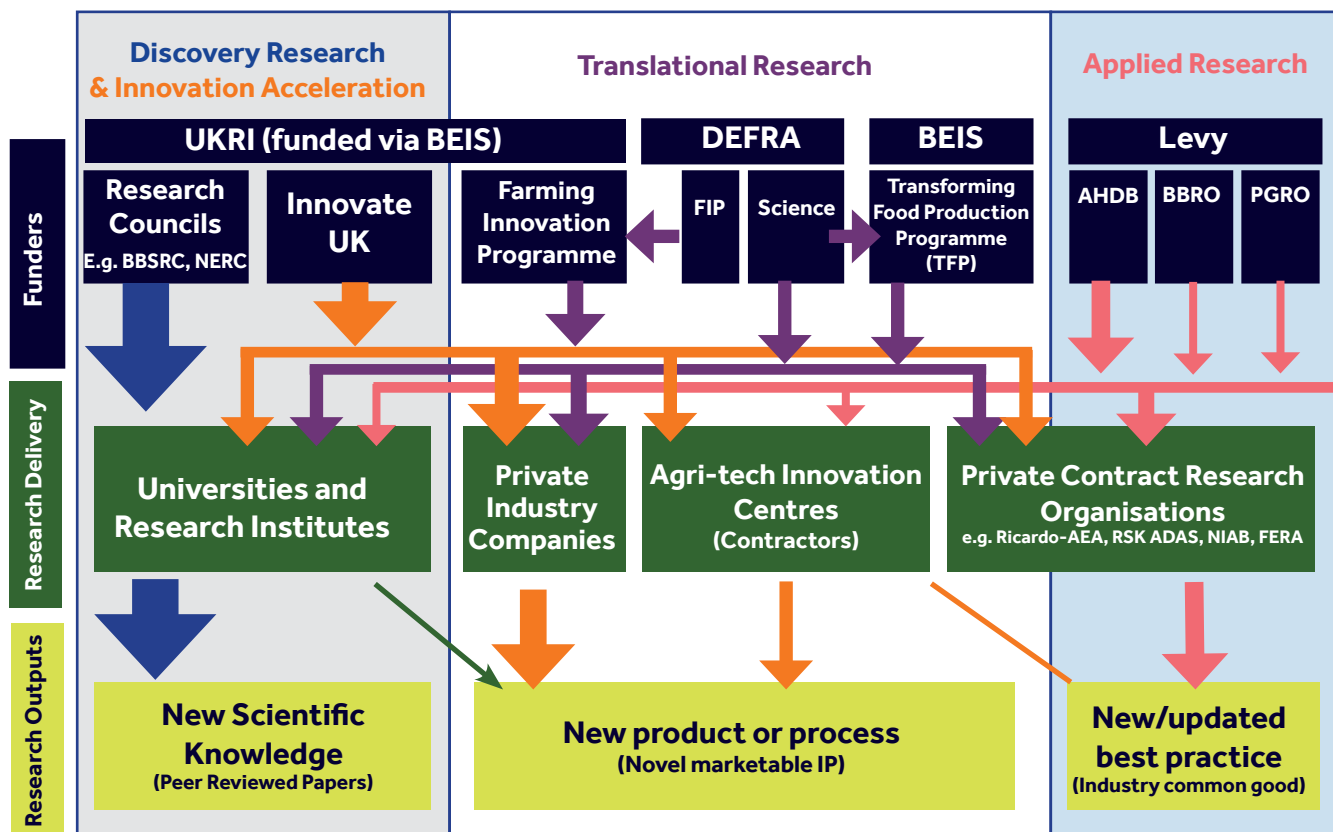 Discovery Research
& Innovation Acceleration
Translational Research
Applied Research
Funders
UKRI (funded via BEIS)
DEFRA
BEIS
Levy
Research
Councils
E.g. BBSRC, NERC
Innovate
UK
Farming
Innovation
Programme
FIP
Science
Transforming
Food Production
Programme
(TFP)
AHDB
BBRO
PGRO
Research Delivery
Universities and
Research Institutes
Private
Industry
Companies
Agri-tech Innovation
Centres
(Contractors)
Private Contract Research
Organisations
e.g. Ricardo-AEA, RSK ADAS, NIAB, FERA
Research Outputs
New Scientific
Knowledge
(Peer Reviewed Papers)
New product or process
(Novel marketable IP)
New/updated
best practice
(Industry common good)